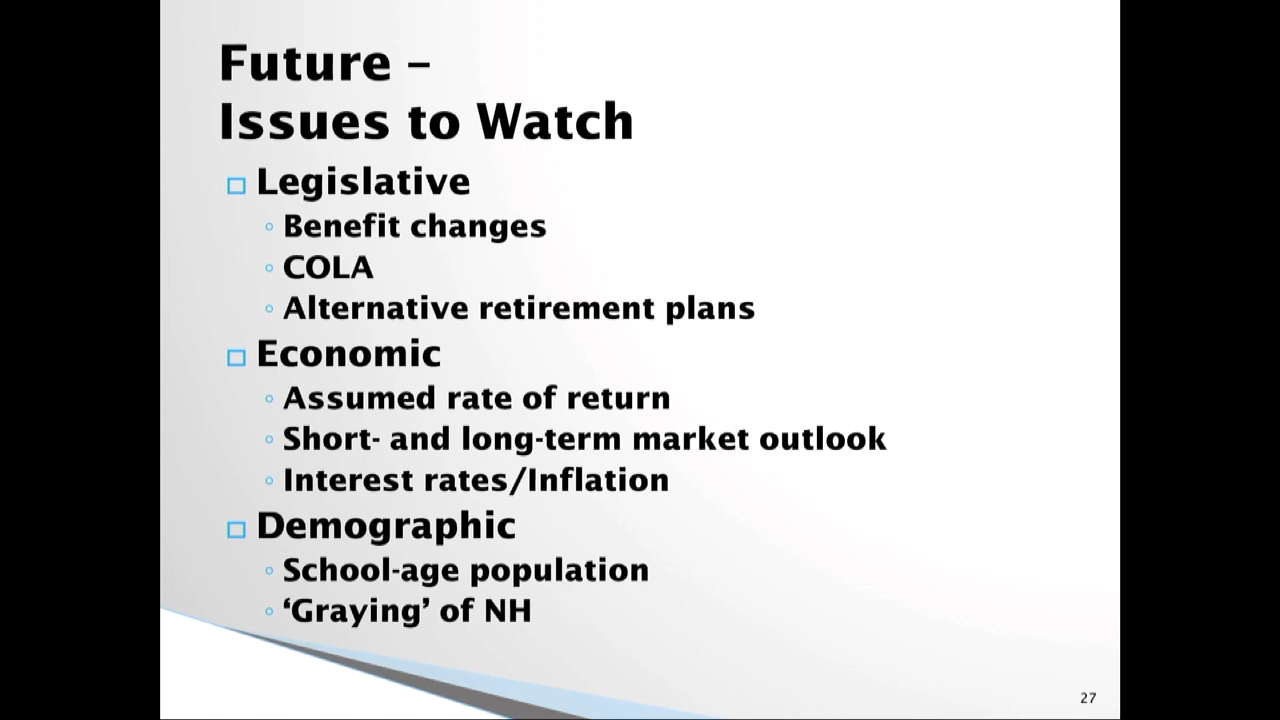 Future –
Issues to Watch
Legislative
Benefit changes
COLA
Alternative retirement plans
Economic
Assumed rate of return
Short- and long-term market outlook
Interest rates/Inflation
Demographic
School-age population
‘Graying’ of NH
27